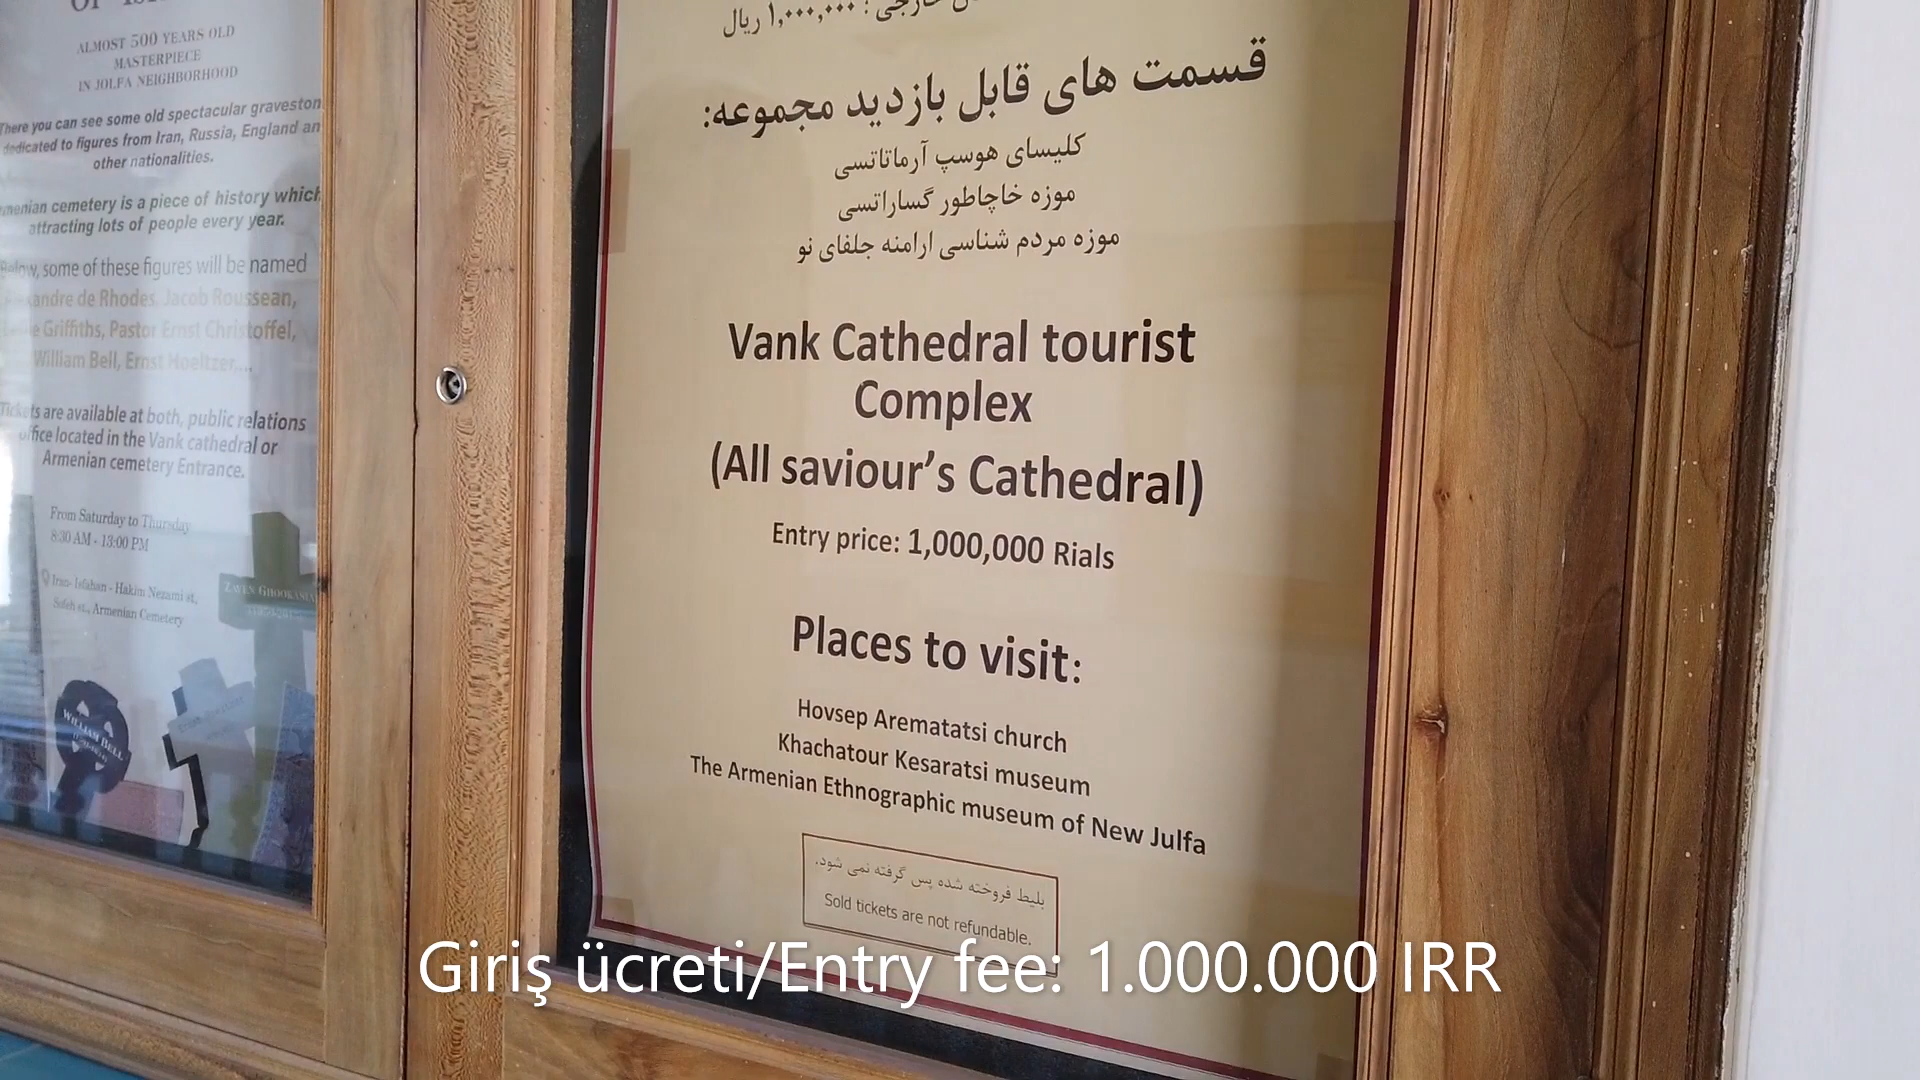 ALMOST 500 YEARS OLD
MASTERPIECE
IN JOLFA NEIGHBORHOOD
There you can see some old spectacular graveston
dedicated to figures from Iran, Russia, England an
other nationalities.
menian cemetery is a piece of history which
attracting lots of people every year.
Below, some of these figures will be named
andre de Rhodes, Jacob Roussean,
Griffiths, Pastor Ernst Christoffel,
William Bell, Ernst Hoeltzer,...
Tickets are available at both, public relations
office located in the Vank cathedral or
Armenian cemetery Entrance.
From Saturday to Thursday
8:30 AM - 13:00 PM
Iran- Isfahan - Hakim Nezami st.,
Armenian Cemetery
WILLIAM BELL
خارجی : ۱,۰۰۰,۰۰۰ ریال
قسمت های قابل بازدید مجموعه:
کلیسای هوسپ آرماتاتسی
موزه خاچاطور گساراتسی
موزه مردم شناسی ارامنه جلفای نو
Vank Cathedral tourist
Complex
(All saviour's Cathedral)
Entry price: 1,000,000 Rials
Places to visit:
Hovsep Arematatsi church
Khachatour Kesaratsi museum
The Armenian Ethnographic museum of New Julfa
بلیط فروخته شده پس گرفته نمی شود.
Sold tickets are not refundable.
Giriş ücreti/Entry fee: 1.000.000 IRR